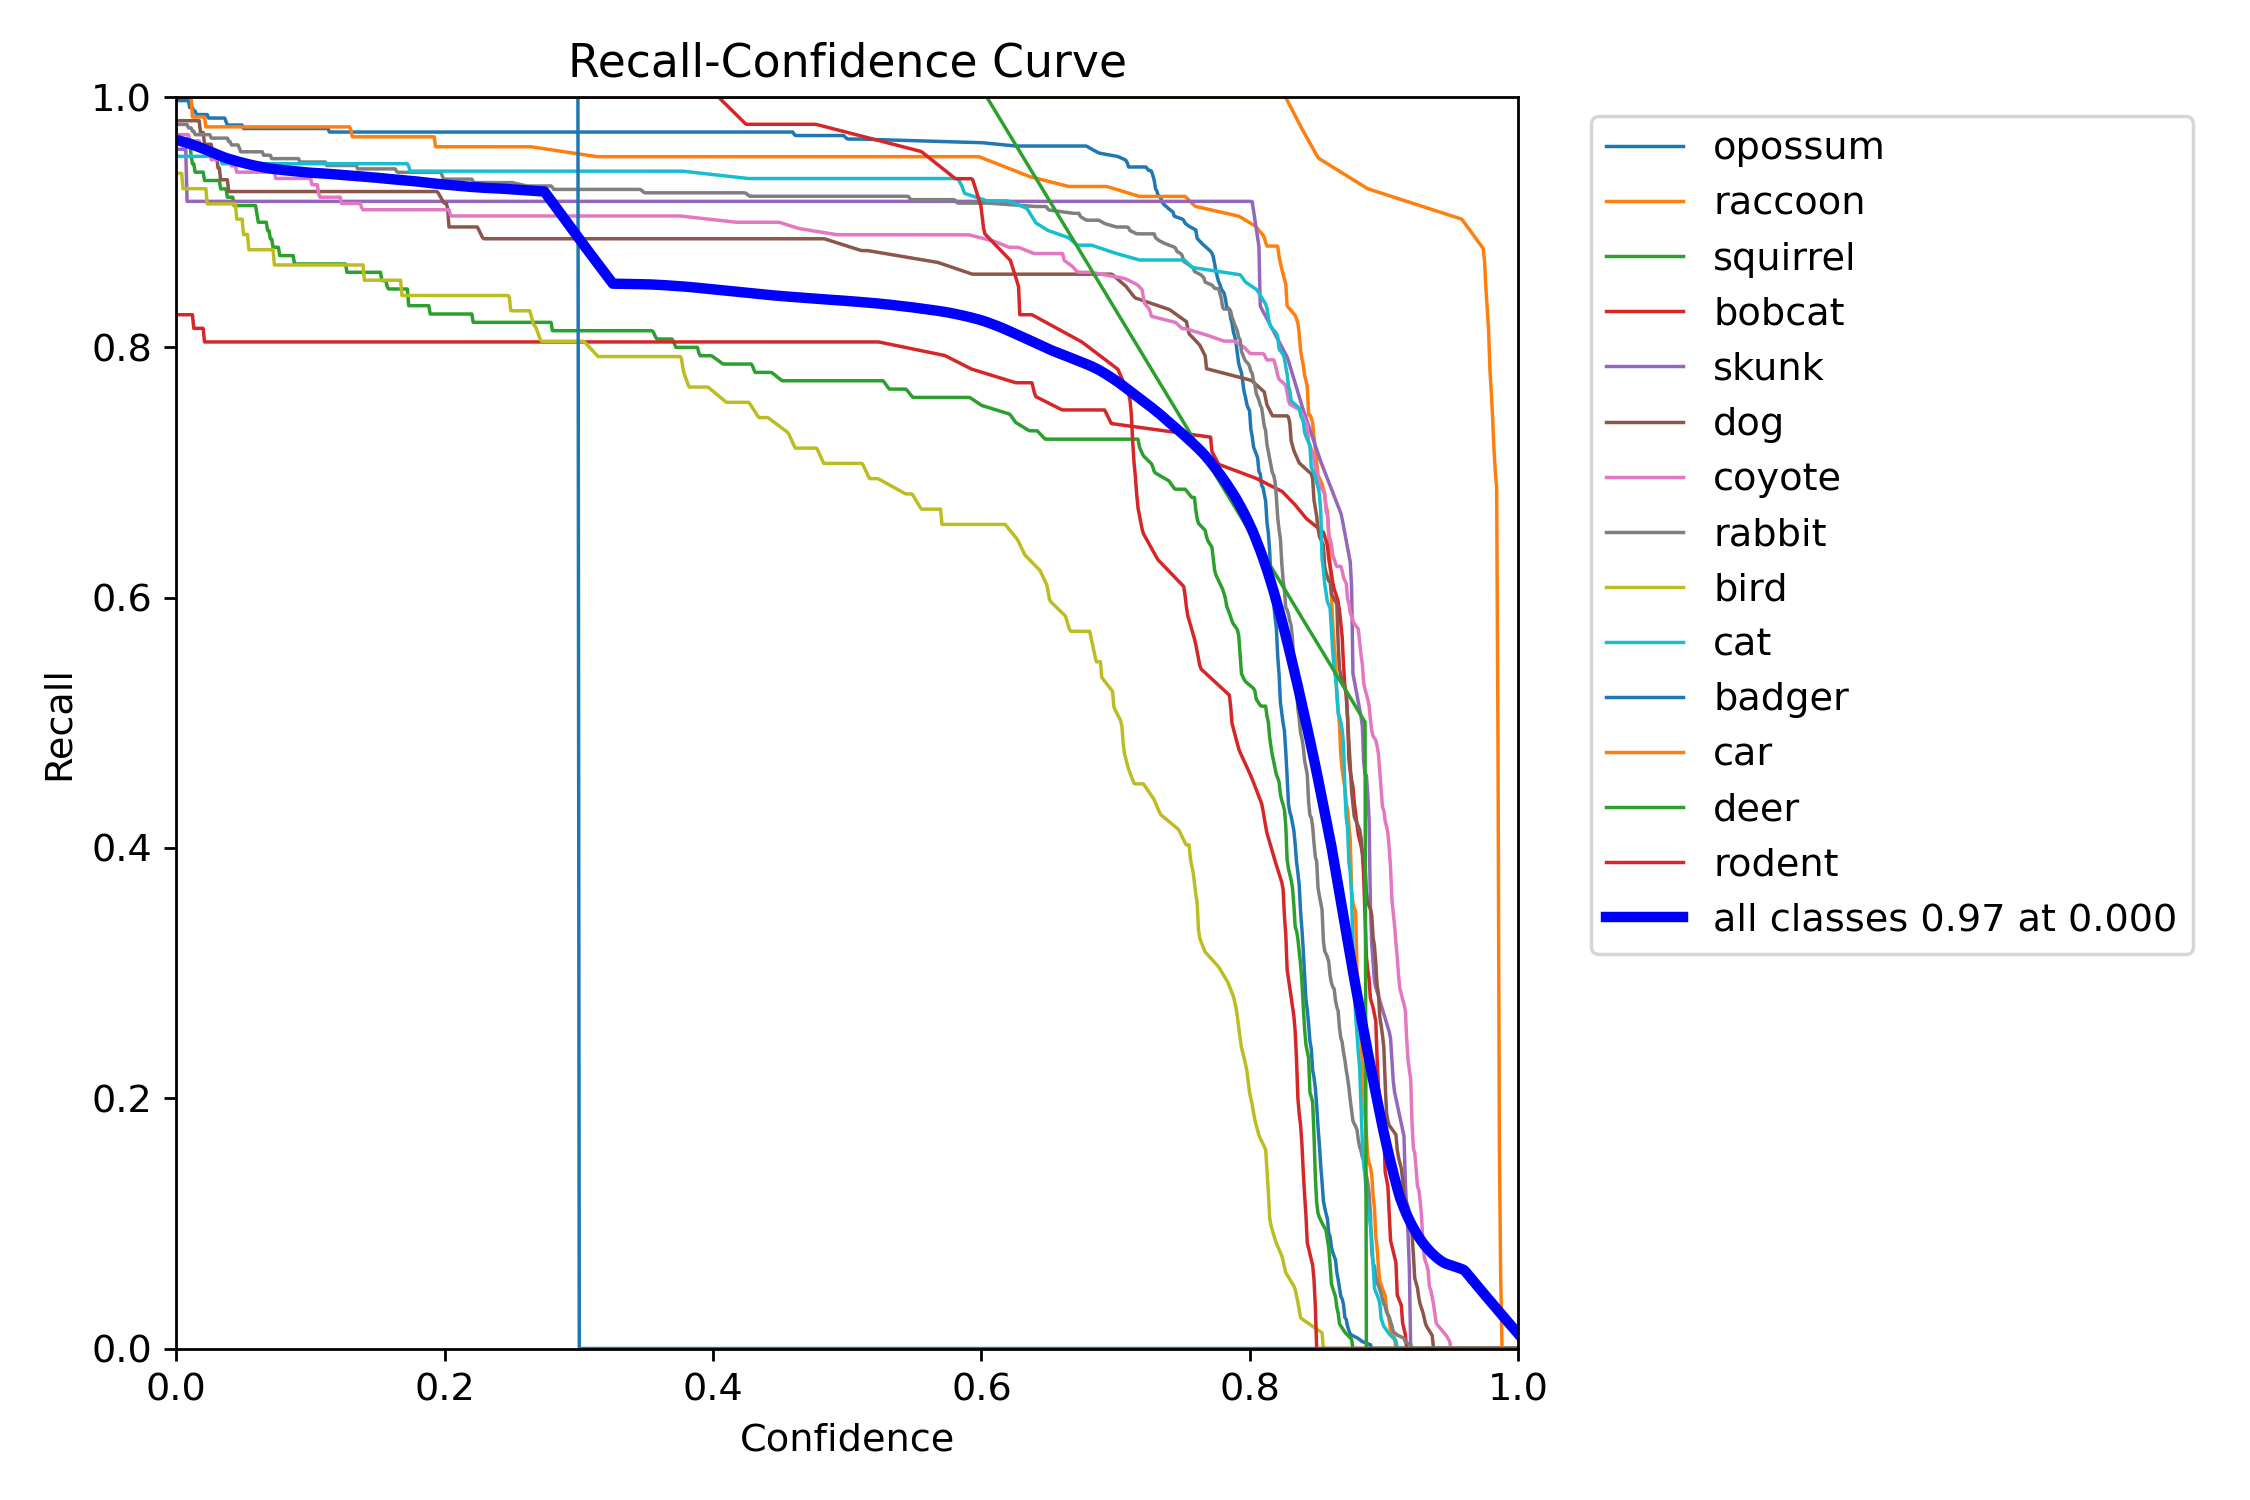 Recall-Confidence Curve
1.0
0.8
0.6
0.4
0.2
0.0
Recall
0.0 0.2 0.4 0.6 0.8 1.0
Confidence
opossum
raccoon
squirrel
bobcat
skunk
dog
coyote
rabbit
bird
cat
badger
car
deer
rodent
all classes 0.97 at 0.000